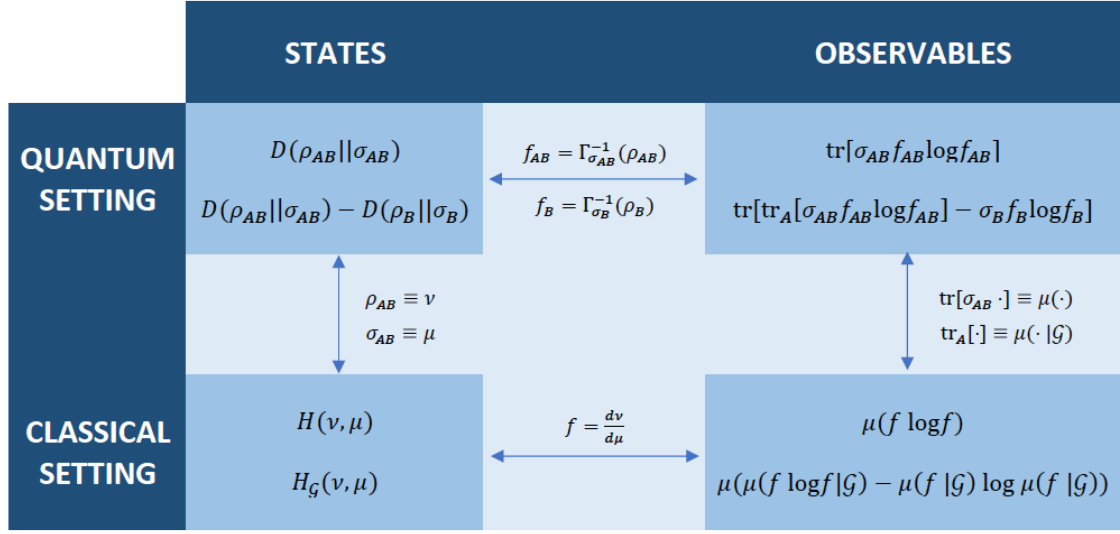 STATES
OBSERVABLES
QUANTUM
SETTING
D(ρ_AB||σ_AB)
D(ρ_AB||σ_AB) − D(ρ_B||σ_B)
f_AB = Γ_{σ_AB}^{−1}(ρ_AB)
f_B = Γ_{σ_B}^{−1}(ρ_B)
tr[σ_AB f_AB log f_AB]
tr[tr_A[σ_AB f_AB log f_AB] − σ_B f_B log f_B]
ρ_AB ≡ ν
σ_AB ≡ μ
tr[σ_AB ·] ≡ μ(·)
tr_A[·] ≡ μ(· |𝒢)
CLASSICAL
SETTING
H(ν, μ)
H_𝒢(ν, μ)
f = dν/dμ
μ(f log f)
μ(μ(f log f|𝒢) − μ(f |𝒢) log μ(f |𝒢))